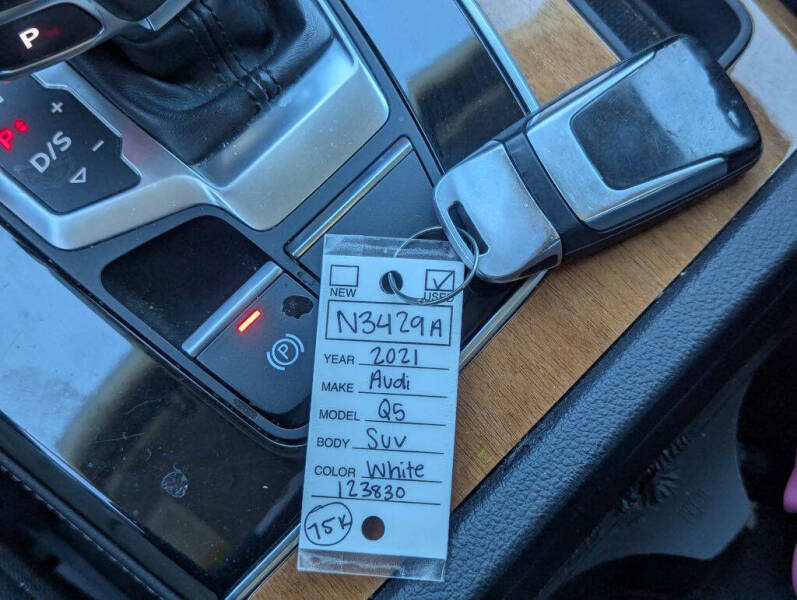 P
P
D/S
+
-
P
NEW
USED
N3429A
YEAR 2021
MAKE Audi
MODEL Q5
BODY Suv
COLOR White
123830
75K